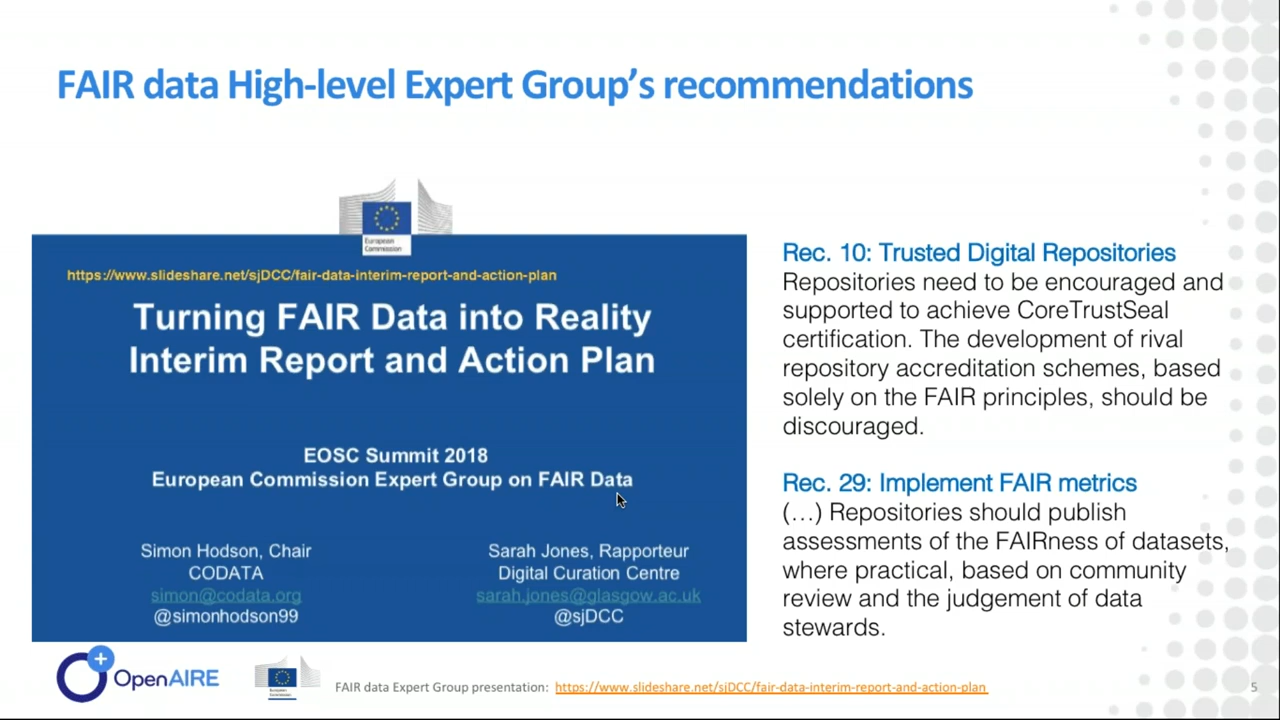 FAIR data High-level Expert Group’s recommendations
European
Commission
https://www.slideshare.net/sjDCC/fair-data-interim-report-and-action-plan
Turning FAIR Data into Reality
Interim Report and Action Plan
EOSC Summit 2018
European Commission Expert Group on FAIR Data
Simon Hodson, Chair
CODATA
simon@codata.org
@simonhodson99
Sarah Jones, Rapporteur
Digital Curation Centre
sarah.jones@glasgow.ac.uk
@sjDCC
Rec. 10: Trusted Digital Repositories
Repositories need to be encouraged and
supported to achieve CoreTrustSeal
certification. The development of rival
repository accreditation schemes, based
solely on the FAIR principles, should be
discouraged.
Rec. 29: Implement FAIR metrics
(…) Repositories should publish
assessments of the FAIRness of datasets,
where practical, based on community
review and the judgement of data
stewards.
OpenAIRE
FAIR data Expert Group presentation: https://www.slideshare.net/sjDCC/fair-data-interim-report-and-action-plan
5